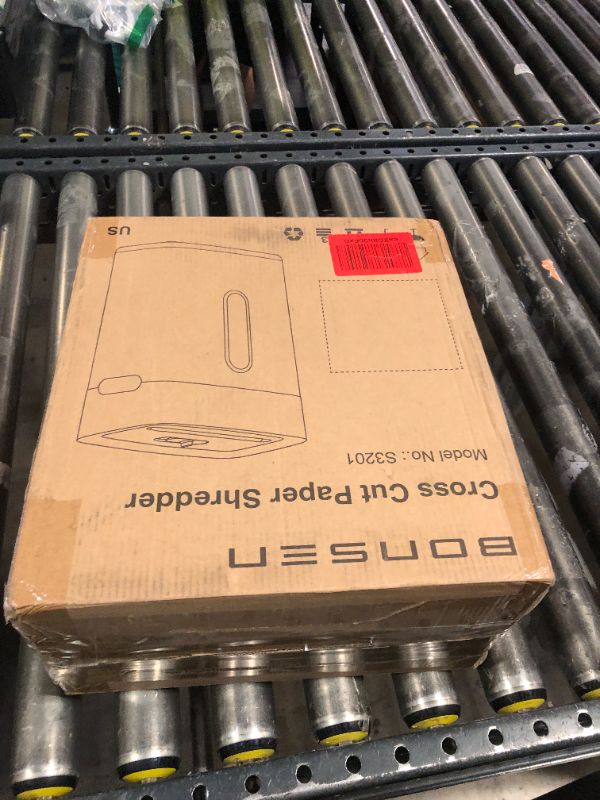 BONSEN
Cross Cut Paper Shredder
Model No.: S3201
US